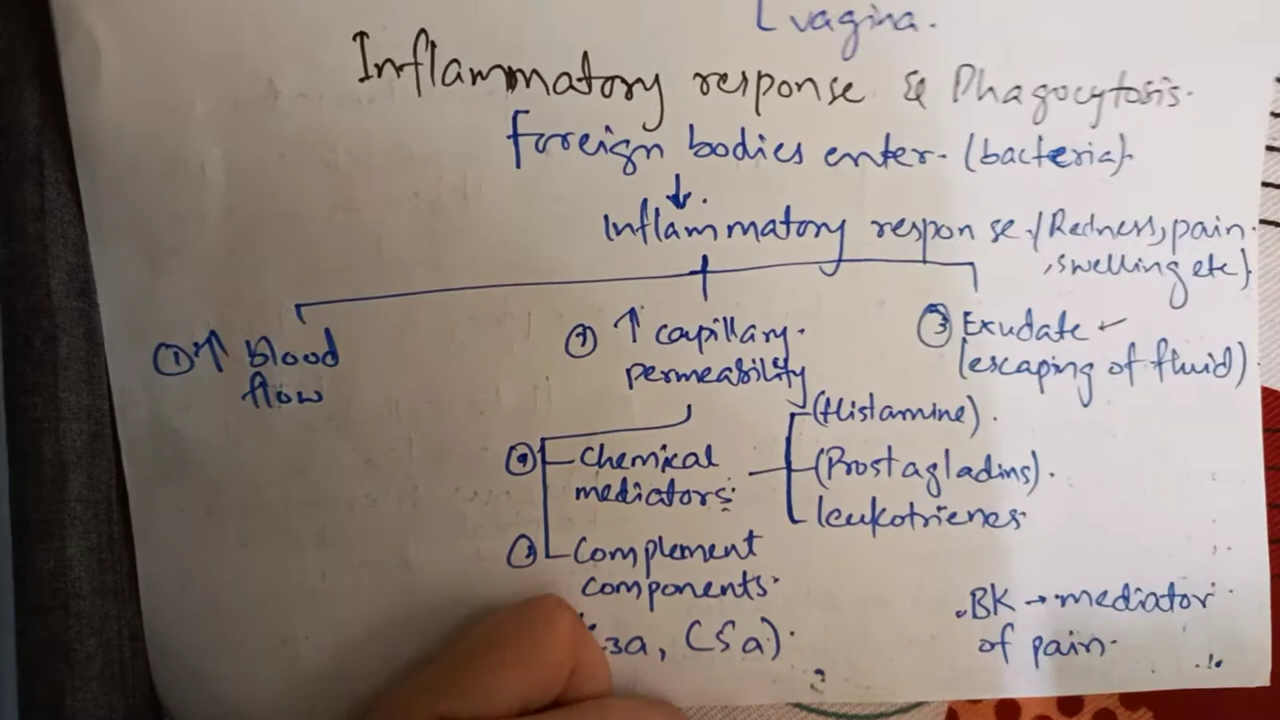 vagina.
Inflammatory response & Phagocytosis.
Foreign bodies enter. (bacteria).
↓
Inflammatory response. (Redness, pain.
, swelling etc)
① ↑ Blood
flow
② ↑ capillary.
permeability
③ Exudate
(escaping of fluid)
(Histamine).
(Prostagladins).
leukotrienes
chemical
mediators:
Complement
components.
3a, C5a).
.BK → mediator
of pain.